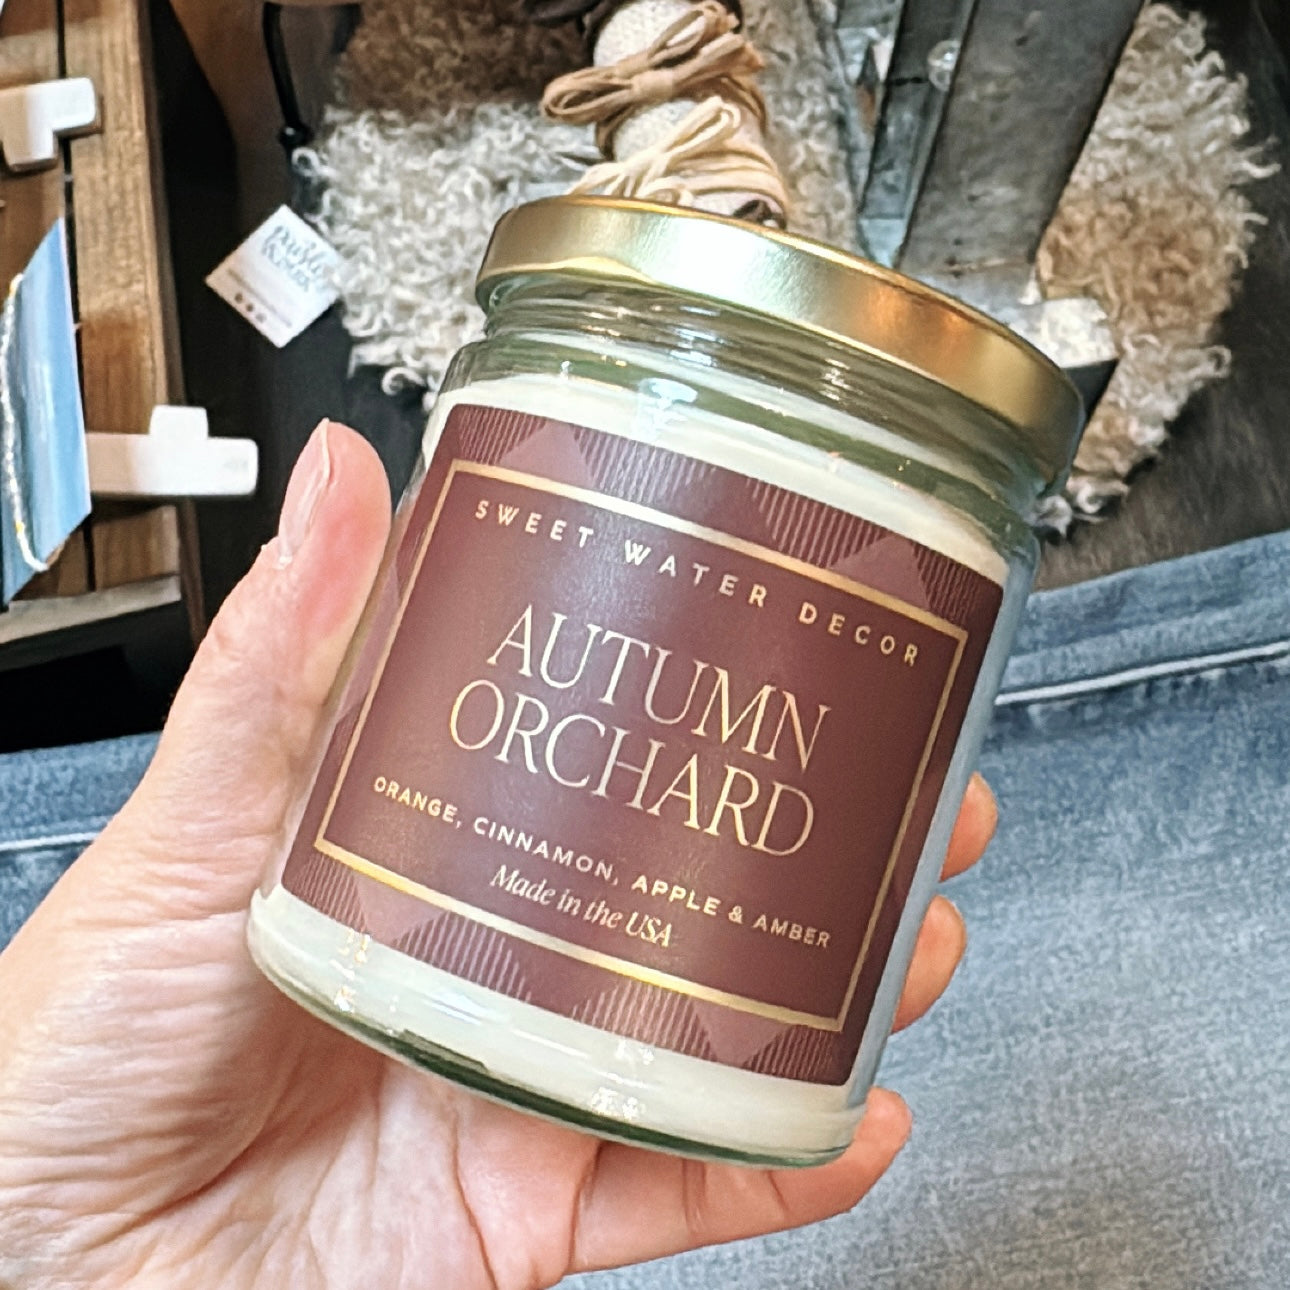 SWEET WATER DECOR
AUTUMN
ORCHARD
ORANGE, CINNAMON, APPLE & AMBER
Made in the USA